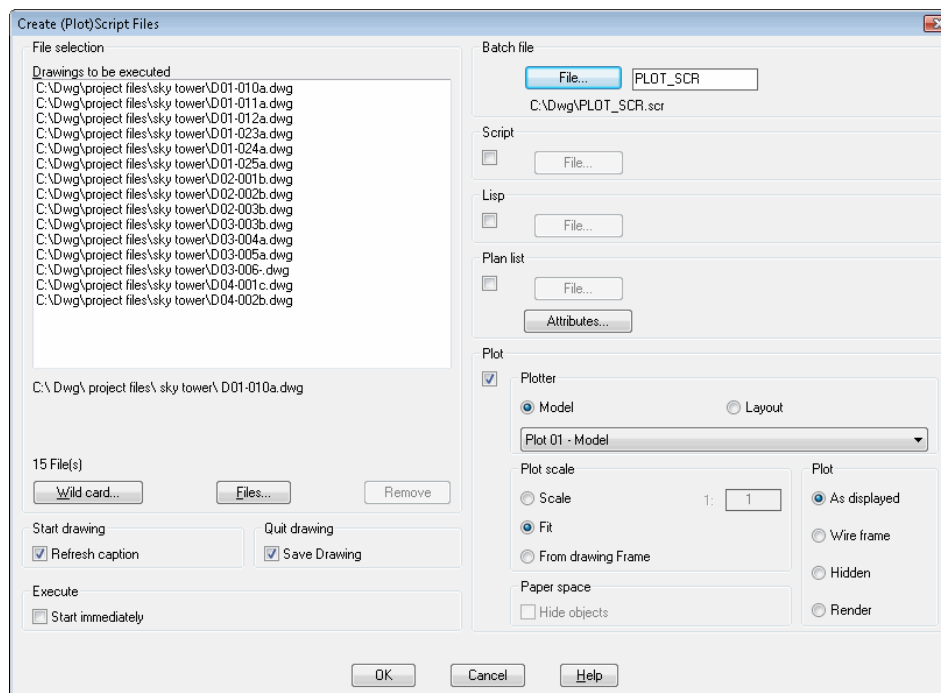 Create (Plot)Script Files
File selection
Drawings to be executed
C:\Dwg\project files\sky tower\D01-010a.dwg
C:\Dwg\project files\sky tower\D01-011a.dwg
C:\Dwg\project files\sky tower\D01-012a.dwg
C:\Dwg\project files\sky tower\D01-023a.dwg
C:\Dwg\project files\sky tower\D01-024a.dwg
C:\Dwg\project files\sky tower\D01-025a.dwg
C:\Dwg\project files\sky tower\D02-001b.dwg
C:\Dwg\project files\sky tower\D02-002b.dwg
C:\Dwg\project files\sky tower\D02-003b.dwg
C:\Dwg\project files\sky tower\D03-003b.dwg
C:\Dwg\project files\sky tower\D03-004a.dwg
C:\Dwg\project files\sky tower\D03-005a.dwg
C:\Dwg\project files\sky tower\D03-006-.dwg
C:\Dwg\project files\sky tower\D04-001c.dwg
C:\Dwg\project files\sky tower\D04-002b.dwg
C:\ Dwg\ project files\ sky tower\ D01-010a.dwg
15 File(s)
Wild card... Files... Remove
Start drawing
Refresh caption
Quit drawing
Save Drawing
Execute
Start immediately
Batch file
File... PLOT_SCR
C:\Dwg\PLOT_SCR.scr
Script
File...
Lisp
File...
Plan list
File...
Attributes...
Plot
Plotter
Model Layout
Plot 01 - Model
Plot scale
Scale 1: 1
Fit
From drawing Frame
Paper space
Hide objects
Plot
As displayed
Wire frame
Hidden
Render
OK Cancel Help